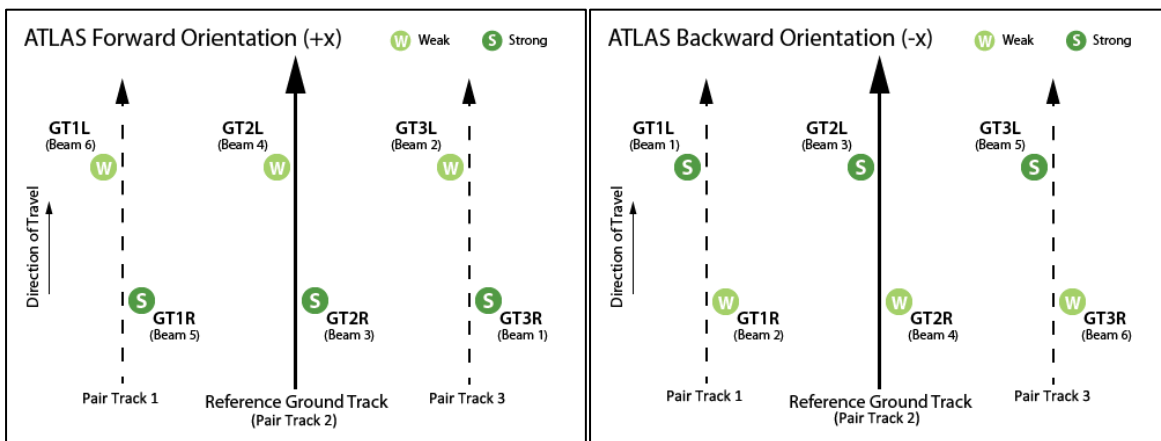 ATLAS Forward Orientation (+x)
W Weak
S Strong
GT1L
(Beam 6)
W
GT2L
(Beam 4)
W
GT3L
(Beam 2)
W
Direction of Travel
S
GT1R
(Beam 5)
S
GT2R
(Beam 3)
S
GT3R
(Beam 1)
Pair Track 1
Reference Ground Track
(Pair Track 2)
Pair Track 3
ATLAS Backward Orientation (-x)
W Weak
S Strong
GT1L
(Beam 1)
S
GT2L
(Beam 3)
S
GT3L
(Beam 5)
S
Direction of Travel
W
GT1R
(Beam 2)
W
GT2R
(Beam 4)
W
GT3R
(Beam 6)
Pair Track 1
Reference Ground Track
(Pair Track 2)
Pair Track 3